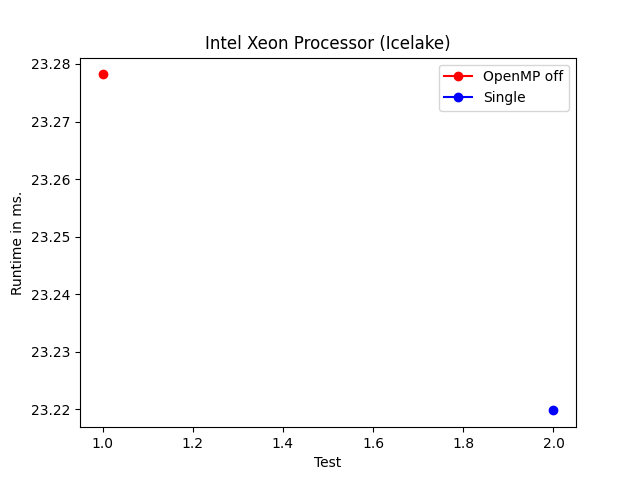 Intel Xeon Processor (Icelake)
OpenMP off
Single
Runtime in ms.
23.28
23.27
23.26
23.25
23.24
23.23
23.22
1.0 1.2 1.4 1.6 1.8 2.0
Test